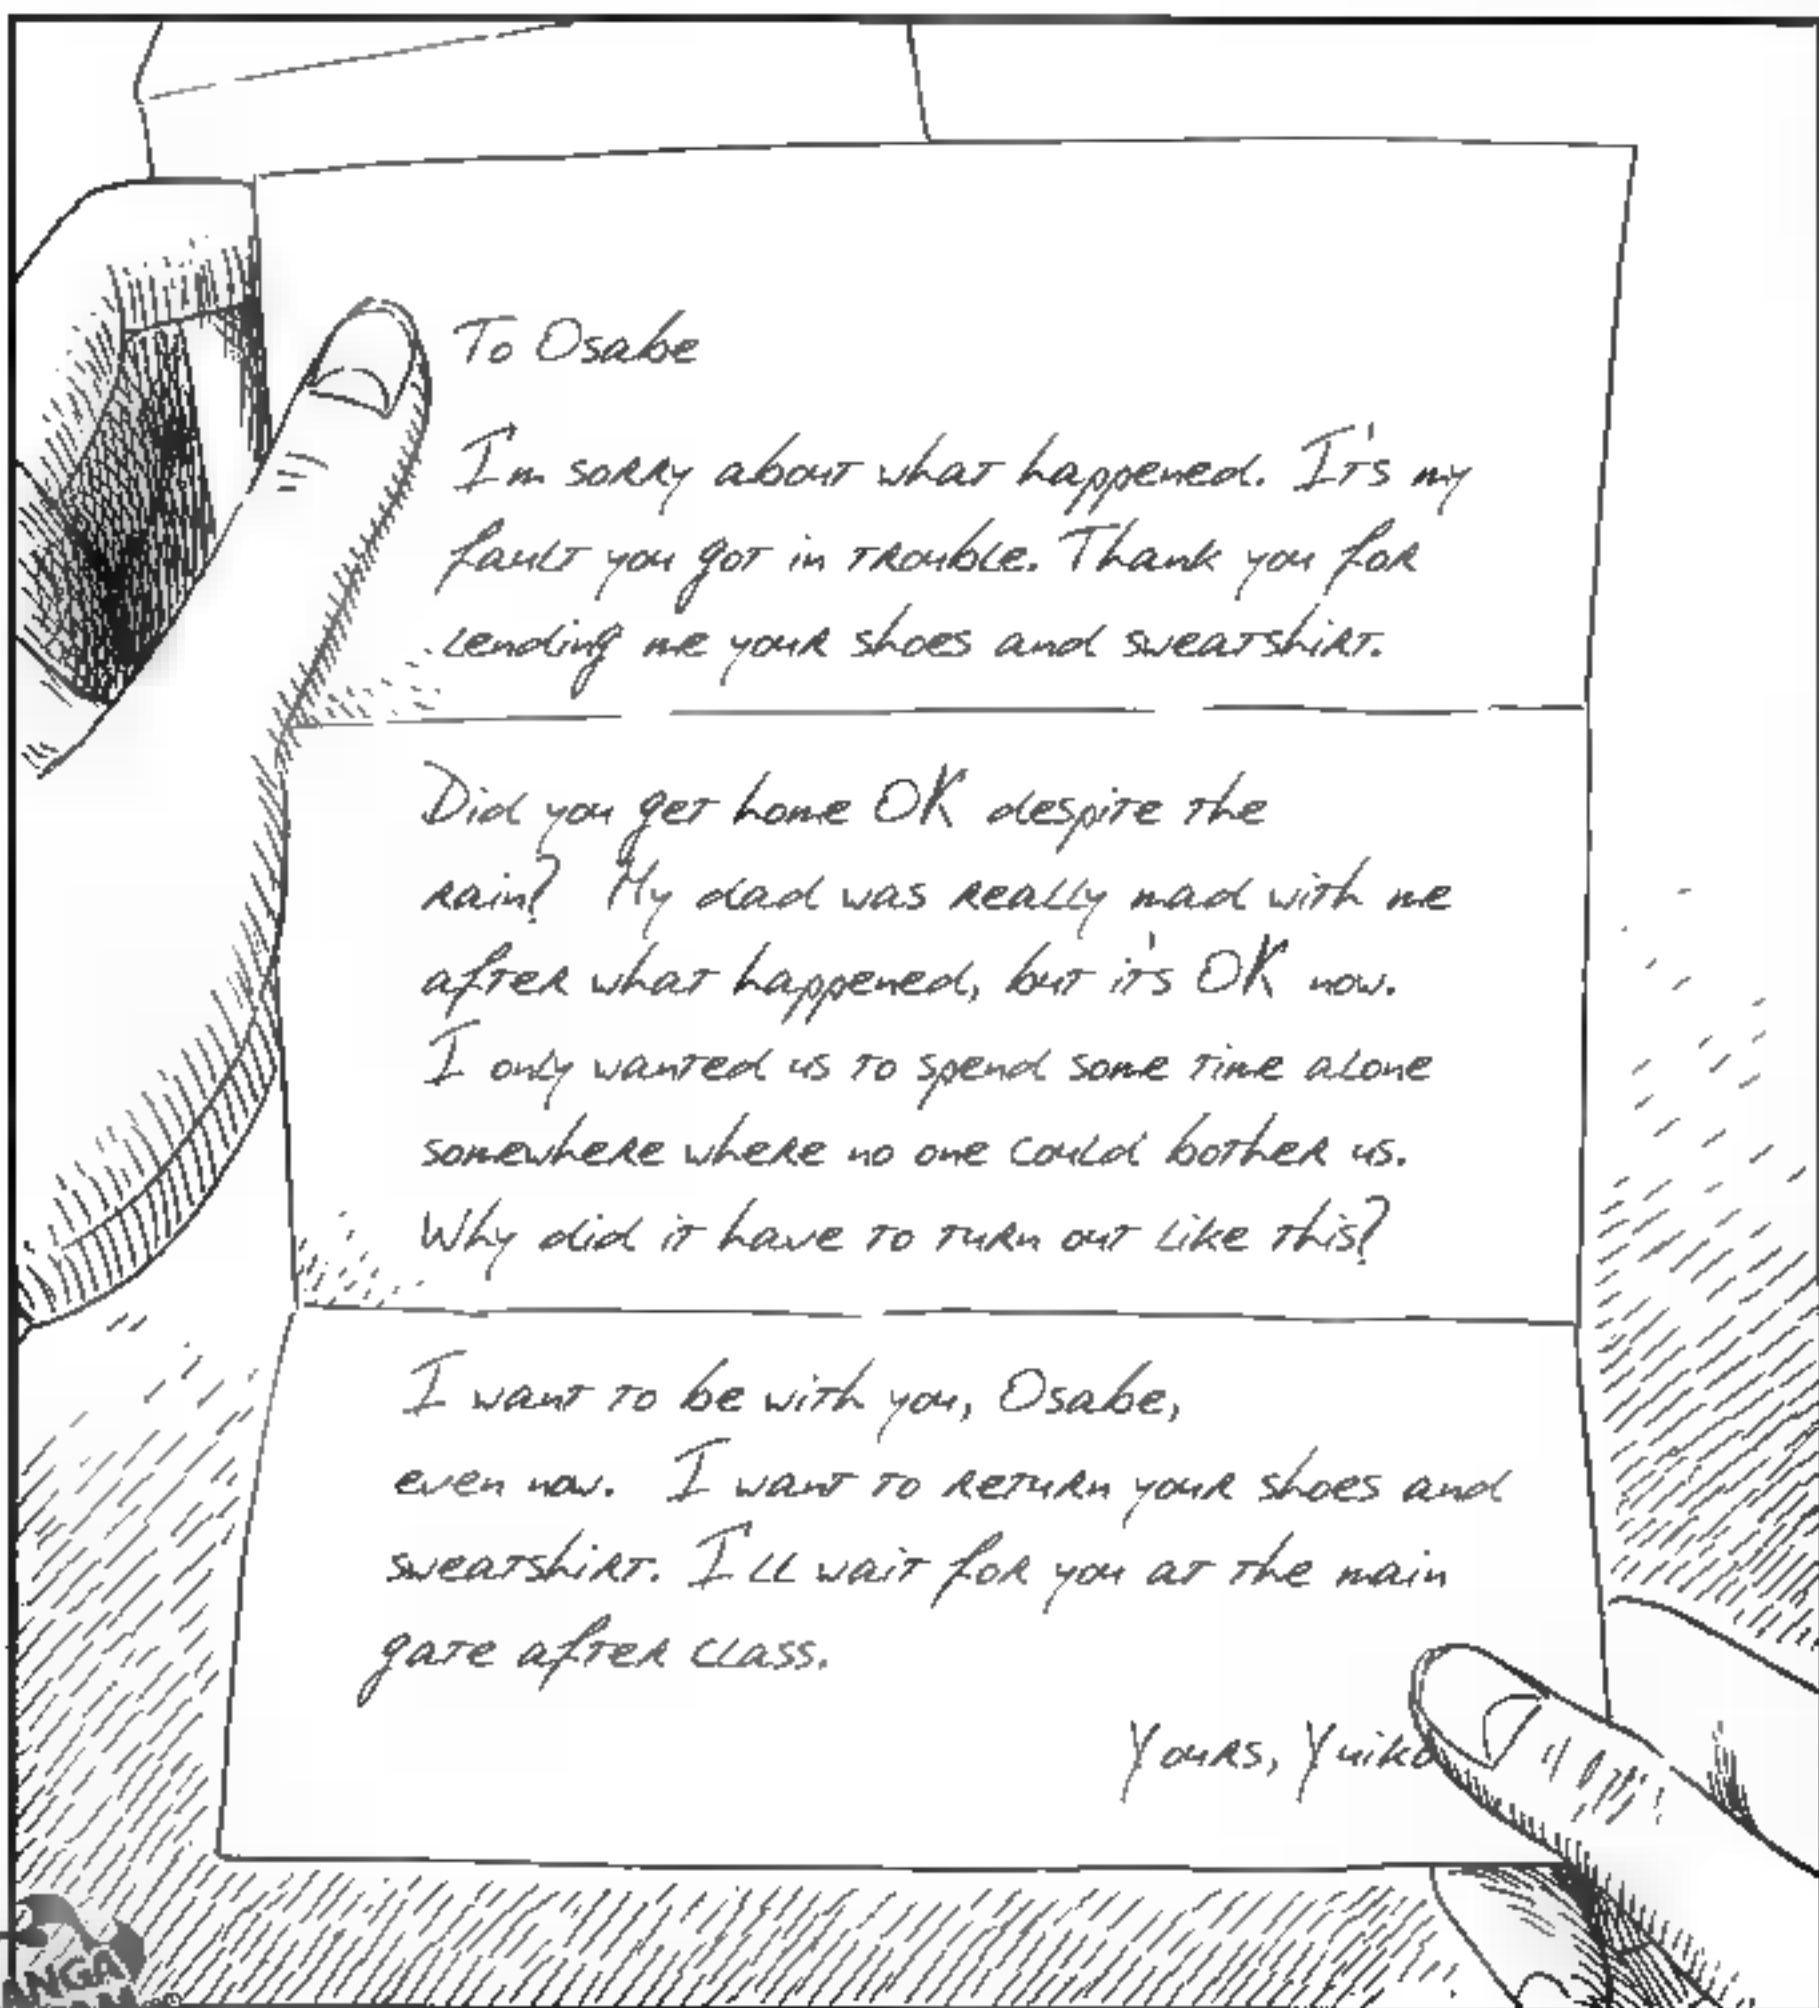 To Osabe
I'm sorry about what happened. It's my
fault you got in trouble. Thank you for
lending me your shoes and sweatshirt.
Did you get home OK despite the
rain? My dad was really mad with me
after what happened, but it's OK now.
I only wanted us to spend some time alone
somewhere where no one could bother us.
Why did it have to turn out like this?
I want to be with you, Osabe,
even now. I want to return your shoes and
sweatshirt. I'll wait for you at the main
gate after class.
Yours, Yuiko